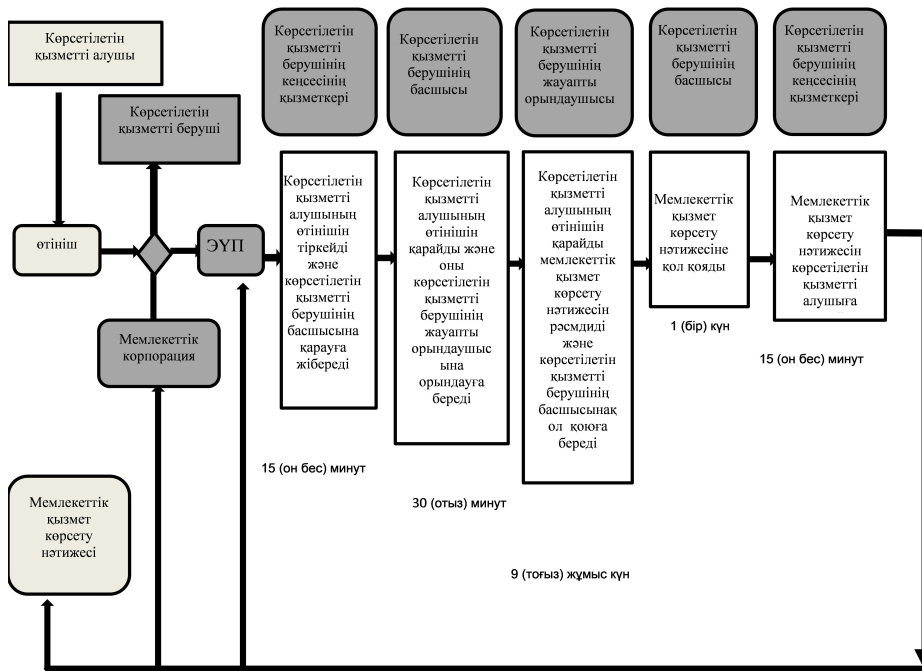 Көрсетілетін
қызметті алушы
Көрсетілетін
қызметті беруші
өтініш
ЭҮП
Мемлекеттік
корпорация
Мемлекеттік
қызмет
көрсету
нәтижесі
Көрсетілетін
қызметті
берушінің
кеңсесінің
қызметкері
Көрсетілетін
қызметті
берушінің
басшысы
Көрсетілетін
қызметті
берушінің
жауапты
орындаушысы
Көрсетілетін
қызметті
берушінің
басшысы
Көрсетілетін
қызметті
берушінің
кеңсесінің
қызметкері
Көрсетілетін
қызметті
алушының
өтінішін
тіркейді
және
көрсетілетін
қызметті
берушінің
басшысына
қарауға
жібереді
Көрсетілетін
қызметті
алушының
өтінішін
қарайды және
оны
көрсетілетін
қызметті
берушінің
жауапты
орындаушыс
ына
орындауға
береді
Көрсетілетін
қызметті
алушының
өтінішін
қарайды
мемлекеттік
қызмет
көрсету
нәтижесін
рәсмдиді
және
көрсетілетін
қызметті
берушінің
басшысынақ
ол қоюға
береді
Мемлекеттік
қызмет
көрсету
нәтижесіне
қол қояды
Мемлекеттік
қызмет
көрсету
нәтижесін
көрсетілетін
қызметті
алушыға
15 (он бес) минут
30 (отыз) минут
9 (тоғыз) жұмыс күн
1 (бір) күн
15 (он бес) минут